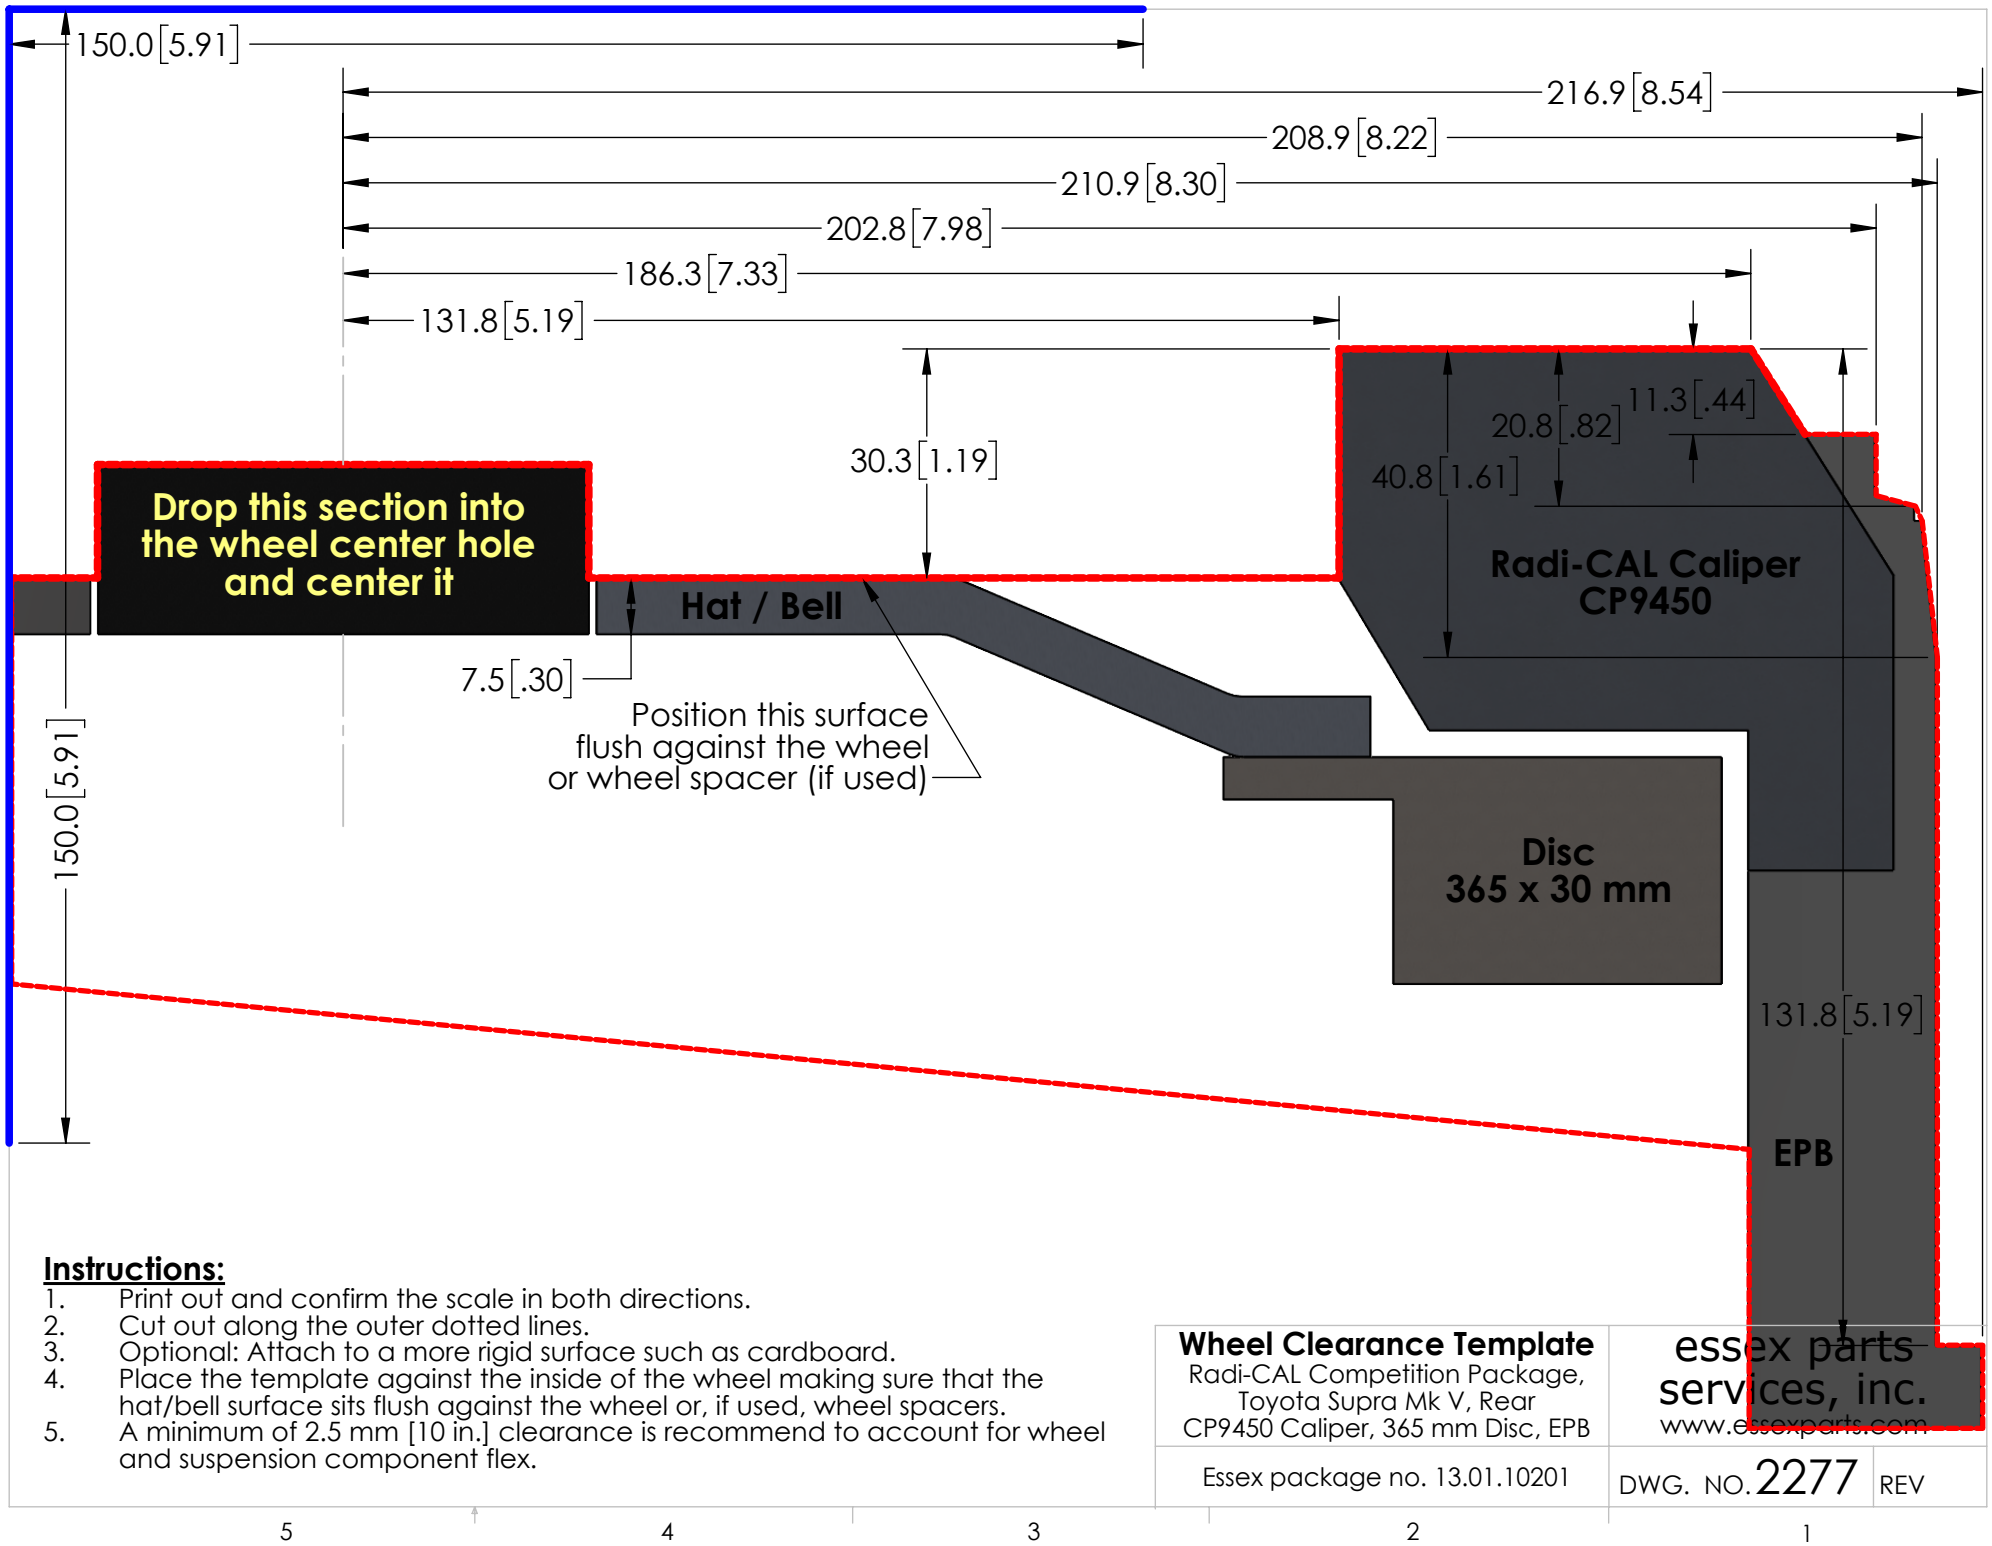 150.0[5.91]
216.9[8.54]
208.9[8.22]
210.9[8.30]
202.8[7.98]
186.3[7.33]
131.8[5.19]
11.3[.44]
20.8[.82]
30.3[1.19]
40.8[1.61]
Drop this section into
the wheel center hole
and center it
Radi-CAL Caliper
CP9450
Hat / Bell
7.5[.30]
Position this surface
flush against the wheel
or wheel spacer (if used)
150.0[5.91]
Disc
365 x 30 mm
131.8[5.19]
EPB
Instructions:
1. Print out and confirm the scale in both directions.
2. Cut out along the outer dotted lines.
3. Optional: Attach to a more rigid surface such as cardboard.
4. Place the template against the inside of the wheel making sure that the
hat/bell surface sits flush against the wheel or, if used, wheel spacers.
5. A minimum of 2.5 mm [10 in.] clearance is recommend to account for wheel
and suspension component flex.
Wheel Clearance Template
Radi-CAL Competition Package,
Toyota Supra Mk V, Rear
CP9450 Caliper, 365 mm Disc, EPB
Essex package no. 13.01.10201
essex parts
services, inc.
www.essexparts.com
DWG. NO. 2277 REV
5 4 3 2 1